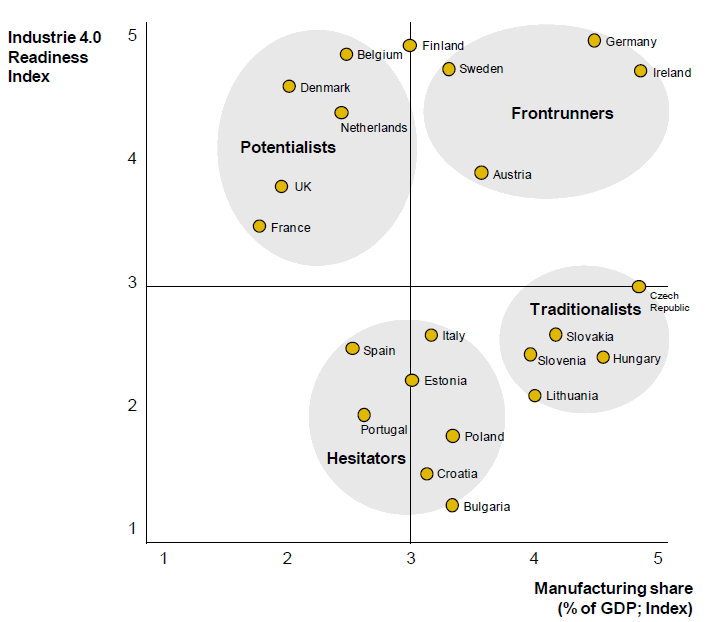 Industrie 4.0
Readiness
Index
5
4
3
2
1
Belgium
Finland
Germany
Sweden
Ireland
Denmark
Frontrunners
Netherlands
Potentialists
Austria
UK
France
Czech
Republic
Traditionalists
Italy
Slovakia
Spain
Slovenia
Hungary
Estonia
Lithuania
Portugal
Poland
Hesitators
Croatia
Bulgaria
1
2
3
4
5
Manufacturing share
(% of GDP; Index)